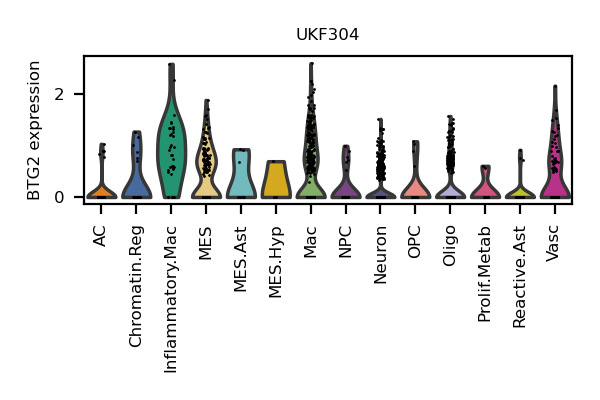 UKF304
BTG2 expression
2
0
AC
Chromatin.Reg
Inflammatory.Mac
MES
MES.Ast
MES.Hyp
Mac
NPC
Neuron
OPC
Oligo
Prolif.Metab
Reactive.Ast
Vasc